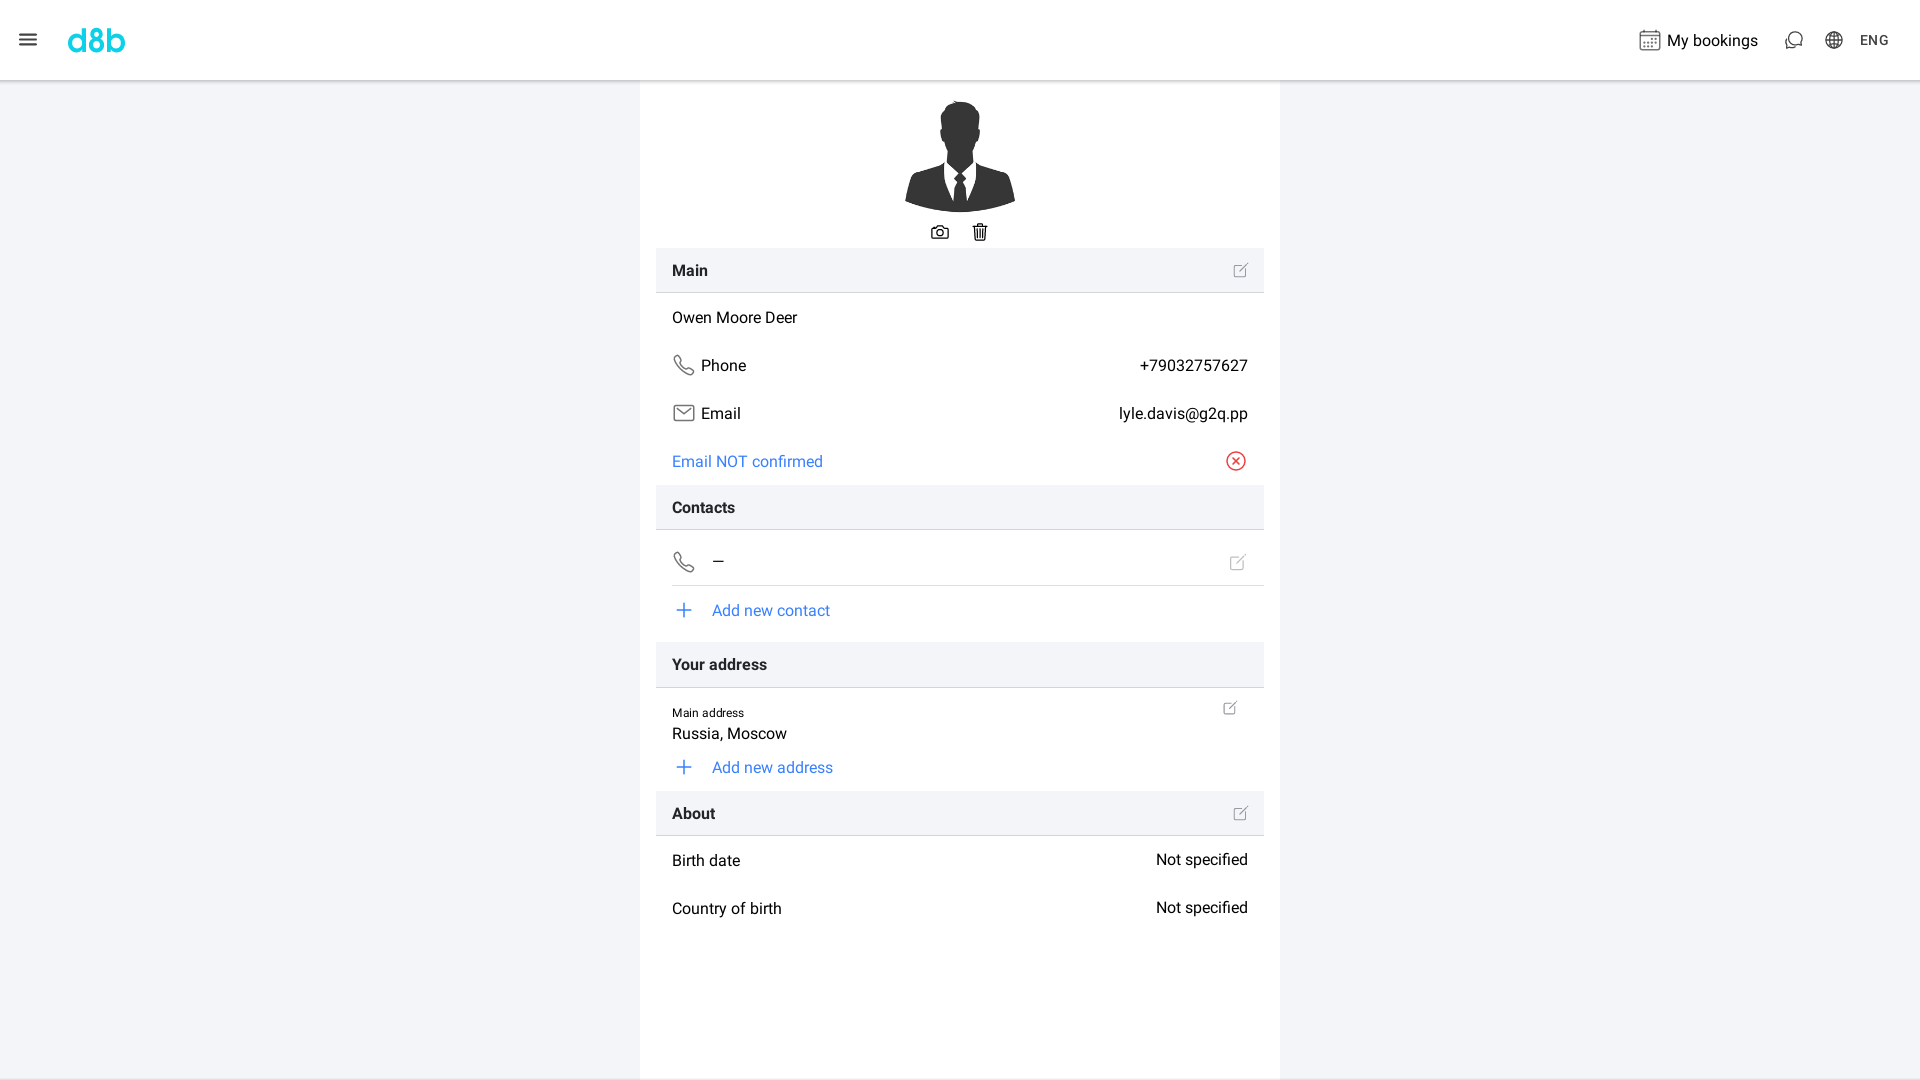 d8b
My bookings
ENG
Main
Owen Moore Deer
Phone
+79032757627
Email
lyle.davis@g2q.pp
Email NOT confirmed
Contacts
—
Add new contact
Your address
Main address
Russia, Moscow
Add new address
About
Birth date
Not specified
Country of birth
Not specified